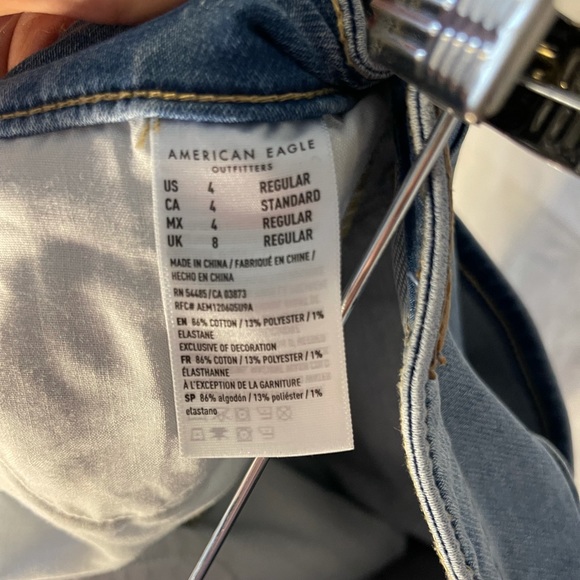 AMERICAN EAGLE
OUTFITTERS
US 4 REGULAR
CA 4 STANDARD
MX 4 REGULAR
UK 8 REGULAR
MADE IN CHINA / FABRIQUÉ EN CHINE /
HECHO EN CHINA
RN 54485 / CA 03873
RFC# AEM120605U9A
EN 86% COTTON / 13% POLYESTER / 1%
ELASTANE
EXCLUSIVE OF DECORATION
FR 86% COTON / 13% POLYESTER / 1%
ÉLASTHANNE
À L'EXCEPTION DE LA GARNITURE
SP 86% algodón / 13% poliéster / 1%
elastano